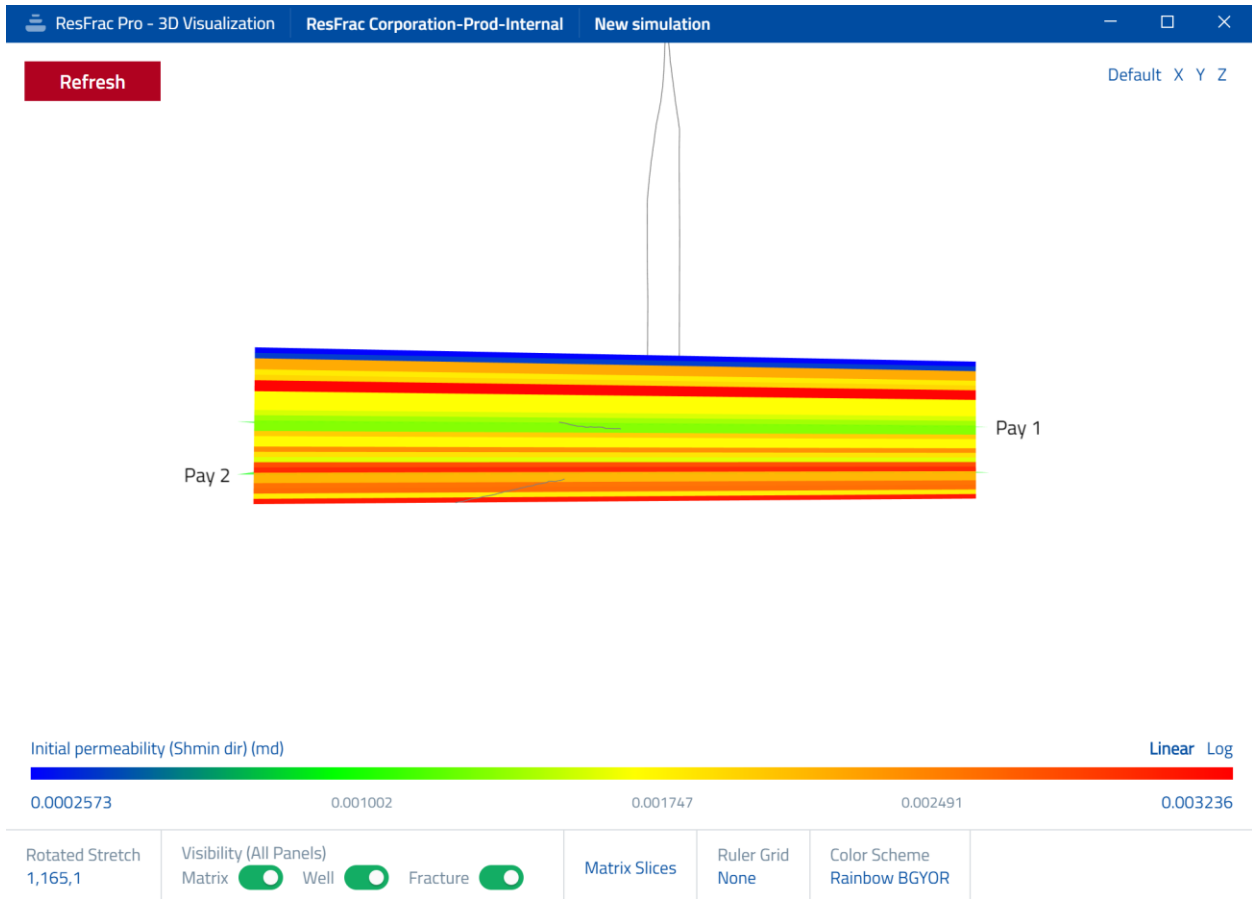 ResFrac Pro - 3D Visualization ResFrac Corporation-Prod-Internal New simulation
Refresh
Default X Y Z
Pay 1
Pay 2
Initial permeability (Shmin dir) (md) Linear Log
0.0002573 0.001002 0.001747 0.002491 0.003236
Rotated Stretch Visibility (All Panels) Matrix Slices Ruler Grid Color Scheme
1,165,1 Matrix Well Fracture None Rainbow BGYOR